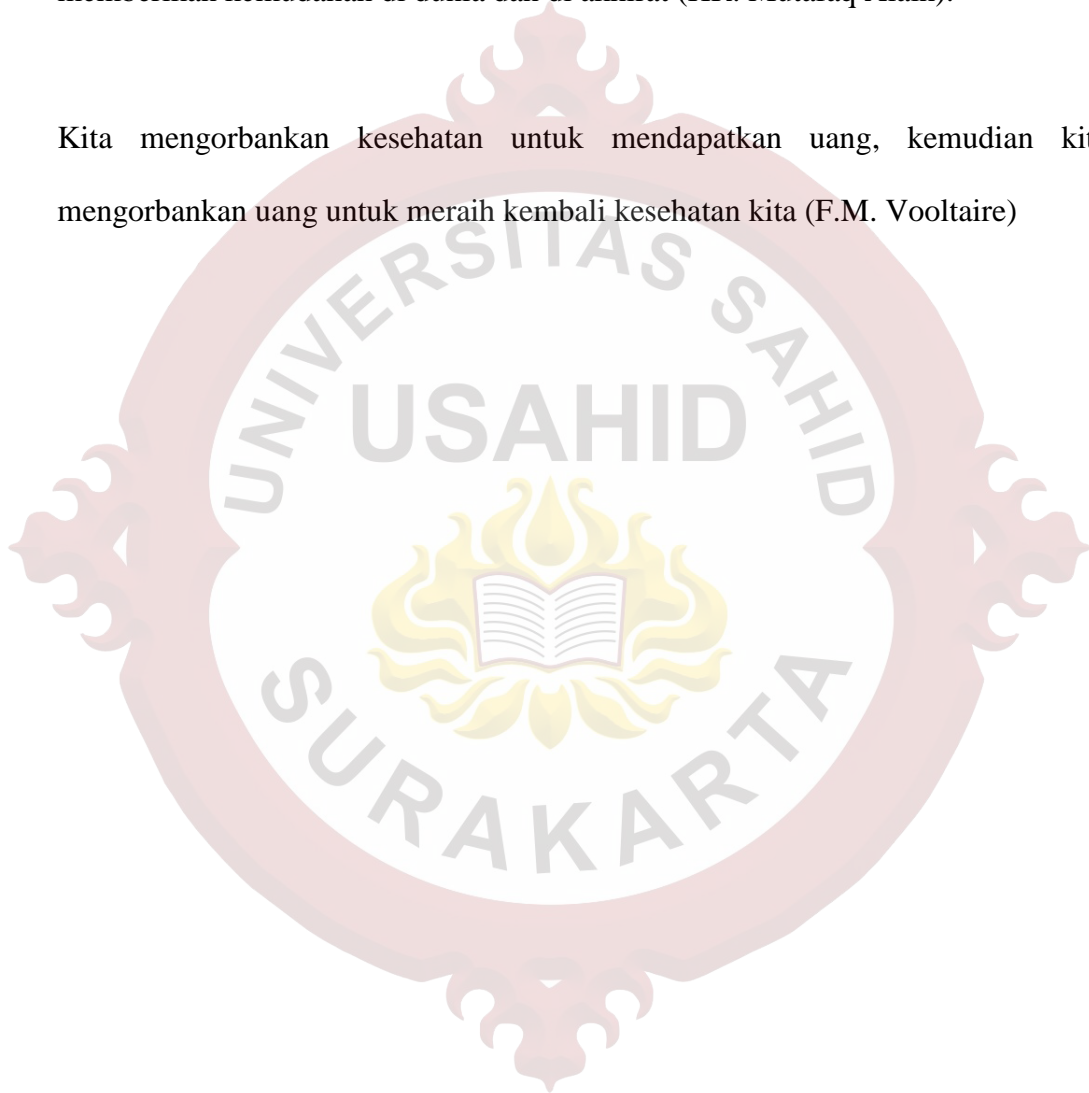 Kita mengorbankan kesehatan untuk mendapatkan uang, kemudian kit
mengorbankan uang untuk meraih kembali kesehatan kita (F.M. Vooltaire)
UNIVERSITAS SAHID
USAHID
SURAKARTA